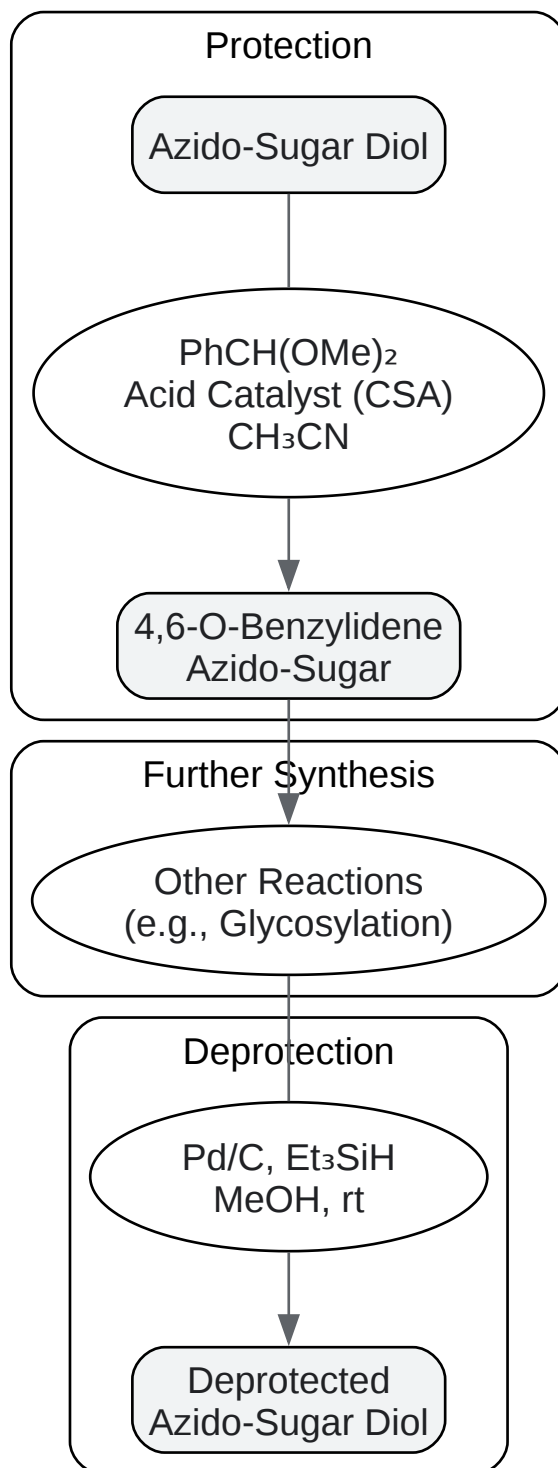 Protection
Azido-Sugar Diol
PhCH(OMe)₂
Acid Catalyst (CSA)
CH₃CN
4,6-O-Benzylidene
Azido-Sugar
Further Synthesis
Other Reactions
(e.g., Glycosylation)
Deprotection
Pd/C, Et₃SiH
MeOH, rt
Deprotected
Azido-Sugar Diol